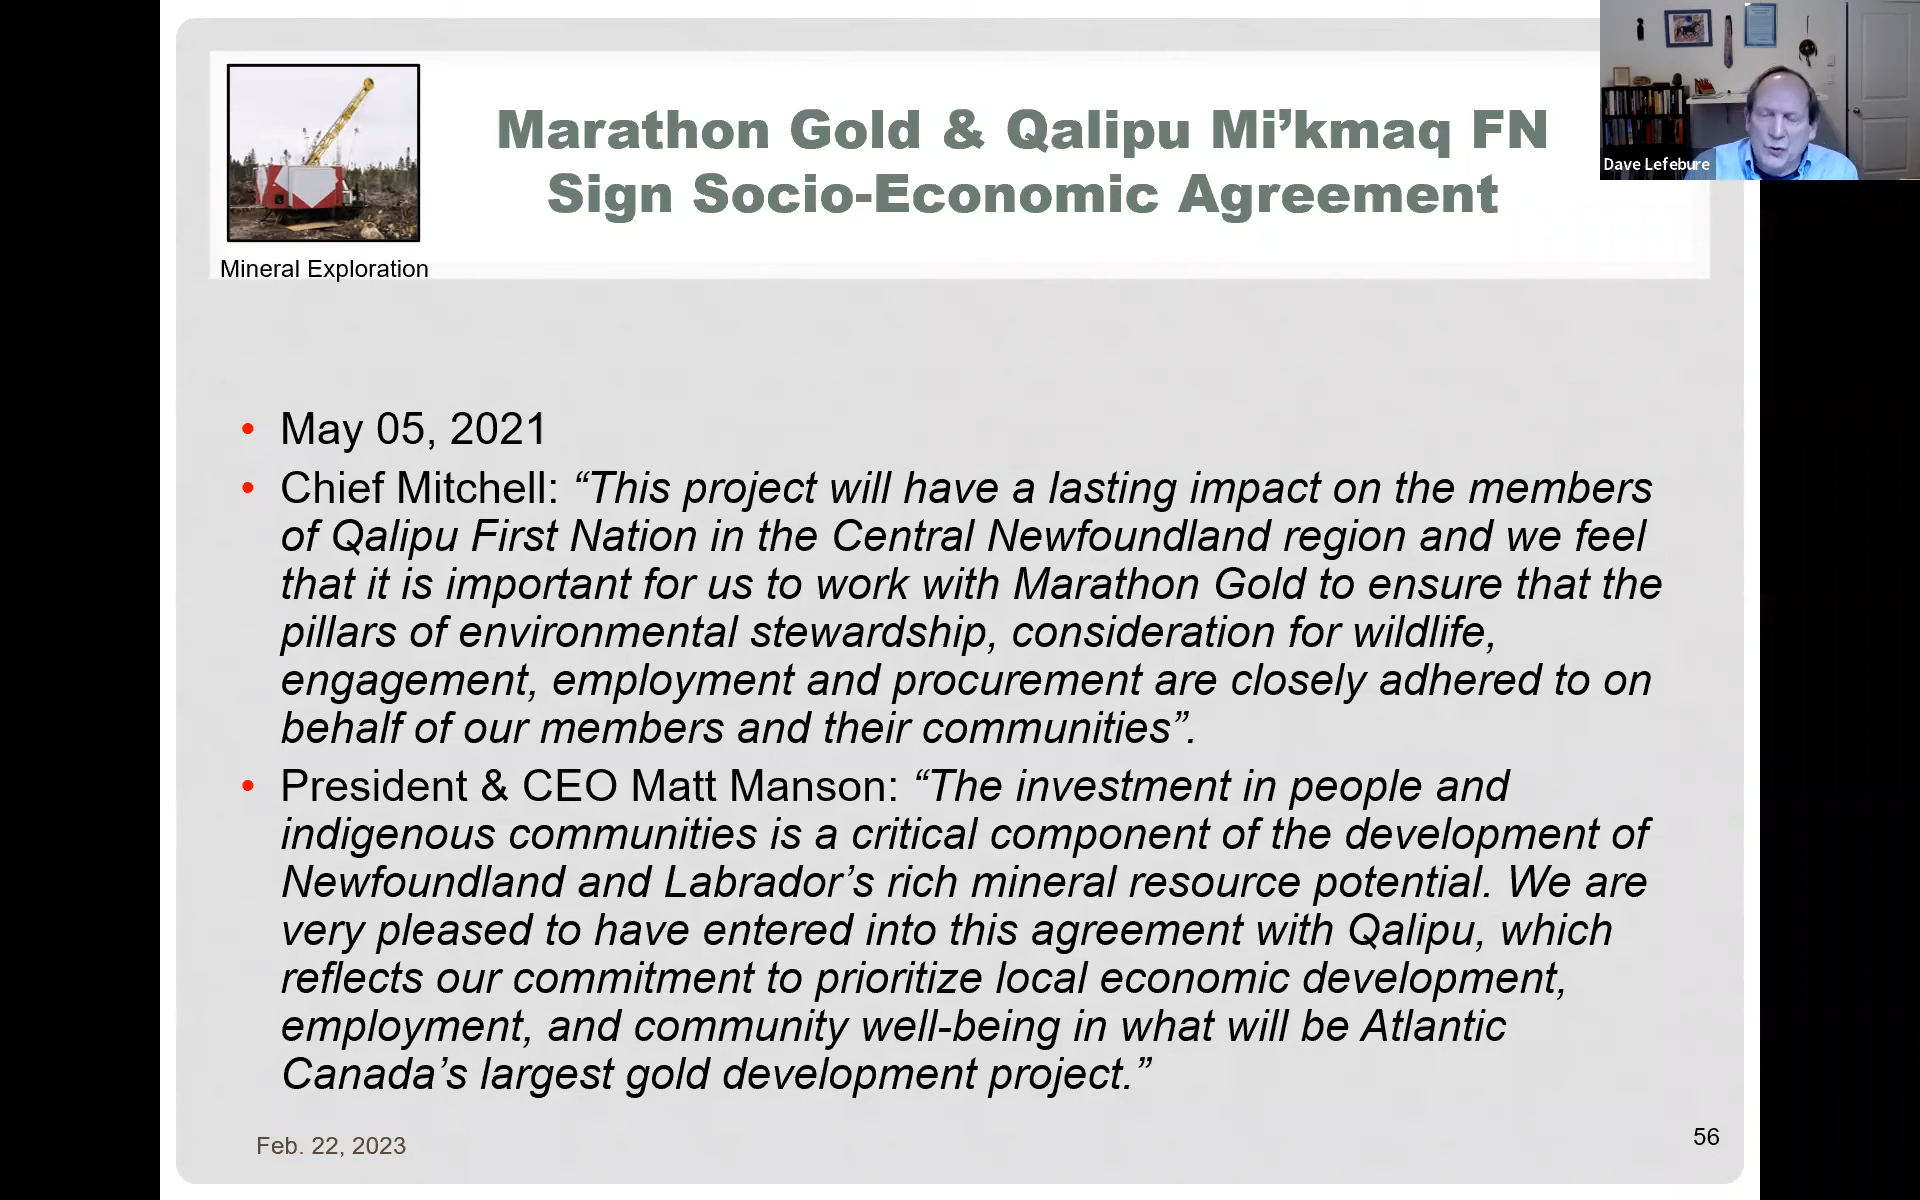 Marathon Gold & Qalipu Mi’kmaq FN
Sign Socio-Economic Agreement
Dave Lefebure
Mineral Exploration
• May 05, 2021
• Chief Mitchell: “This project will have a lasting impact on the members
of Qalipu First Nation in the Central Newfoundland region and we feel
that it is important for us to work with Marathon Gold to ensure that the
pillars of environmental stewardship, consideration for wildlife,
engagement, employment and procurement are closely adhered to on
behalf of our members and their communities”.
• President & CEO Matt Manson: “The investment in people and
indigenous communities is a critical component of the development of
Newfoundland and Labrador’s rich mineral resource potential. We are
very pleased to have entered into this agreement with Qalipu, which
reflects our commitment to prioritize local economic development,
employment, and community well-being in what will be Atlantic
Canada’s largest gold development project.”
Feb. 22, 2023
56